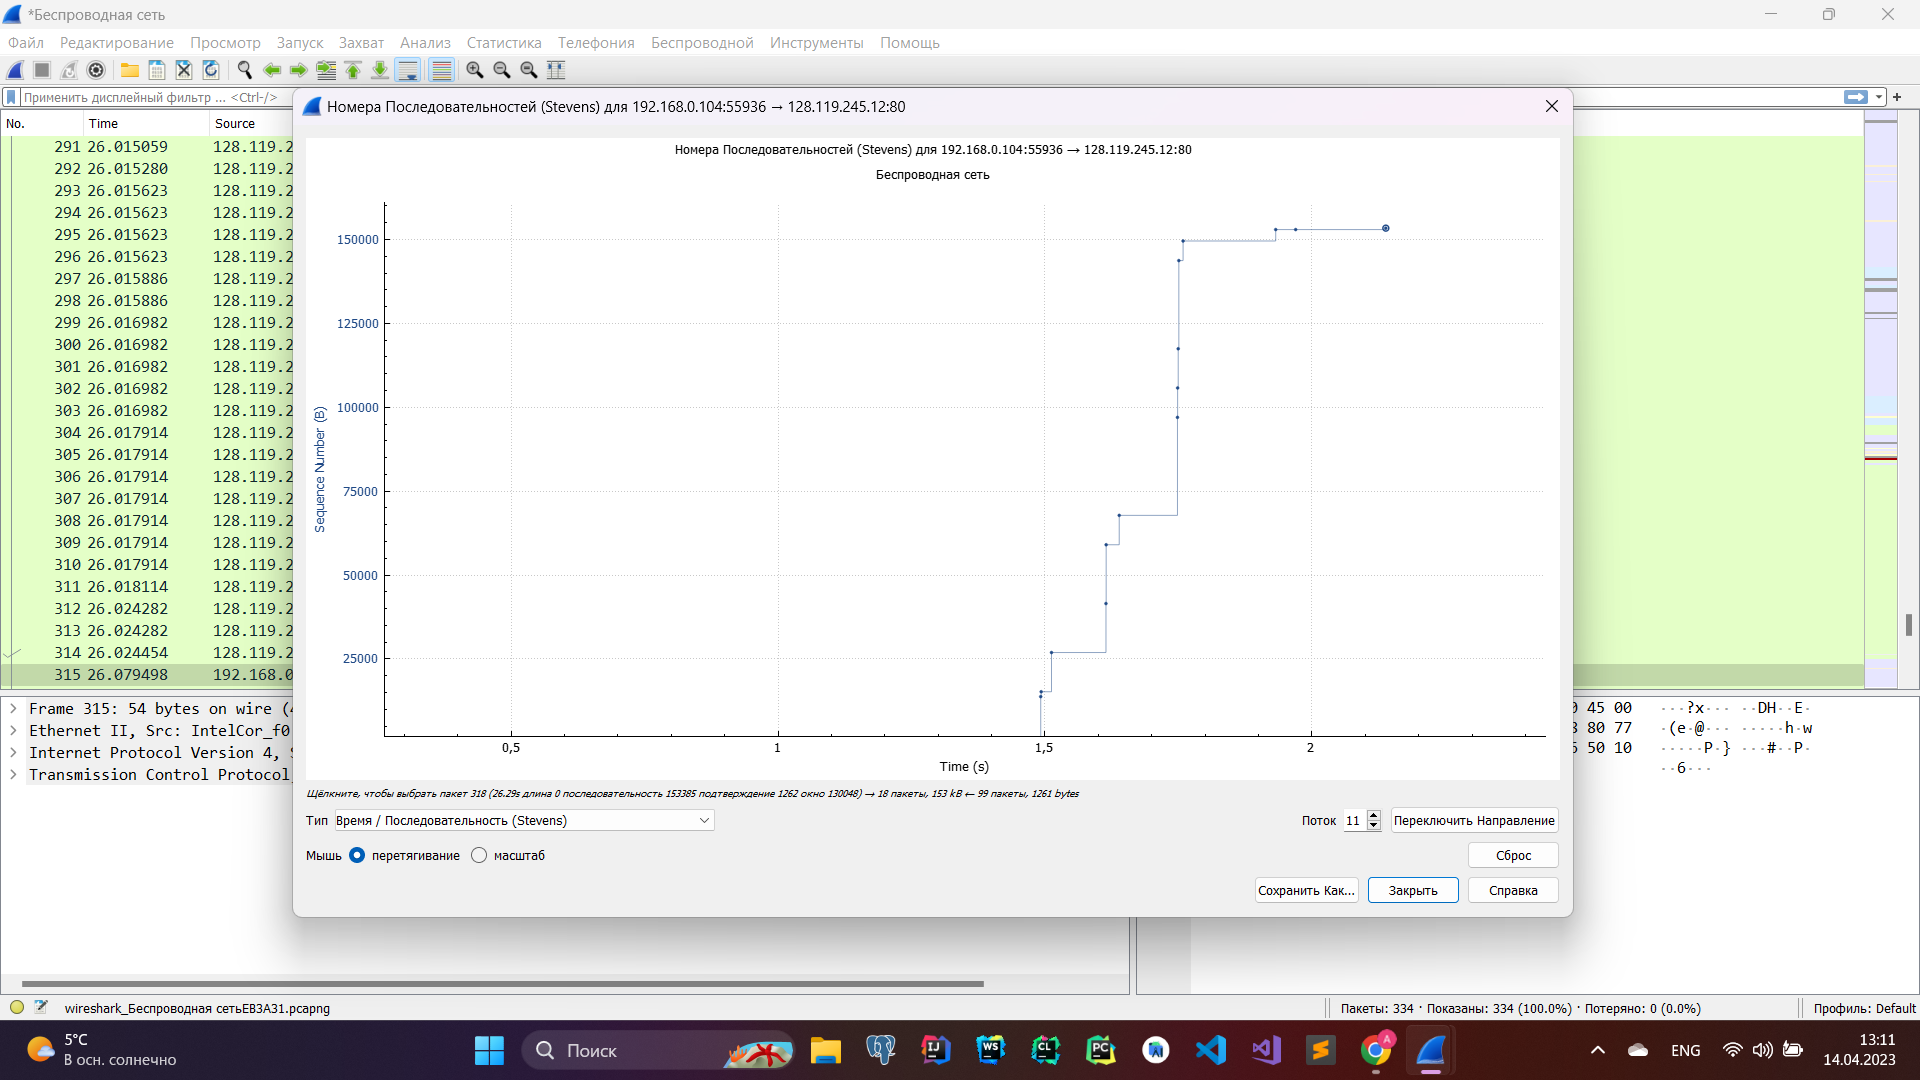 *Беспроводная сеть
Файл Редактирование Просмотр Запуск Захват Анализ Статистика Телефония Беспроводной Инструменты Помощь
Применить дисплейный фильтр ... <Ctrl-/>
No. Time Source
291 26.015059 128.119.2
292 26.015280 128.119.2
293 26.015623 128.119.2
294 26.015623 128.119.2
295 26.015623 128.119.2
296 26.015623 128.119.2
297 26.015886 128.119.2
298 26.015886 128.119.2
299 26.016982 128.119.2
300 26.016982 128.119.2
301 26.016982 128.119.2
302 26.016982 128.119.2
303 26.016982 128.119.2
304 26.017914 128.119.2
305 26.017914 128.119.2
306 26.017914 128.119.2
307 26.017914 128.119.2
308 26.017914 128.119.2
309 26.017914 128.119.2
310 26.017914 128.119.2
311 26.018114 128.119.2
312 26.024282 128.119.2
313 26.024282 128.119.2
314 26.024454 128.119.2
315 26.079498 192.168.0
Frame 315: 54 bytes on wire (4
Ethernet II, Src: IntelCor_f0
Internet Protocol Version 4, S
Transmission Control Protocol,
Номера Последовательностей (Stevens) для 192.168.0.104:55936 → 128.119.245.12:80
Номера Последовательностей (Stevens) для 192.168.0.104:55936 → 128.119.245.12:80
Беспроводная сеть
Sequence Number (B)
150000
125000
100000
75000
50000
25000
0,5 1 1,5 2
Time (s)
Щёлкните, чтобы выбрать пакет 318 (26.29s длина 0 последовательность 153385 подтверждение 1262 окно 130048) → 18 пакеты, 153 kB ← 99 пакеты, 1261 bytes
Тип Время / Последовательность (Stevens) Поток 11 Переключить Направление
Мышь перетягивание масштаб Сброс
Сохранить Как... Закрыть Справка
45 00 ···?x··· ··DH··E·
80 77 ·(e·@··· ·····h·w
50 10 ·····P·} ···#··P·
··6···
wireshark_Беспроводная сетьEB3A31.pcapng Пакеты: 334 · Показаны: 334 (100.0%) · Потеряно: 0 (0.0%) Профиль: Default
5°C
В осн. солнечно
Поиск
IJ WS CL PC A
ENG
13:11
14.04.2023